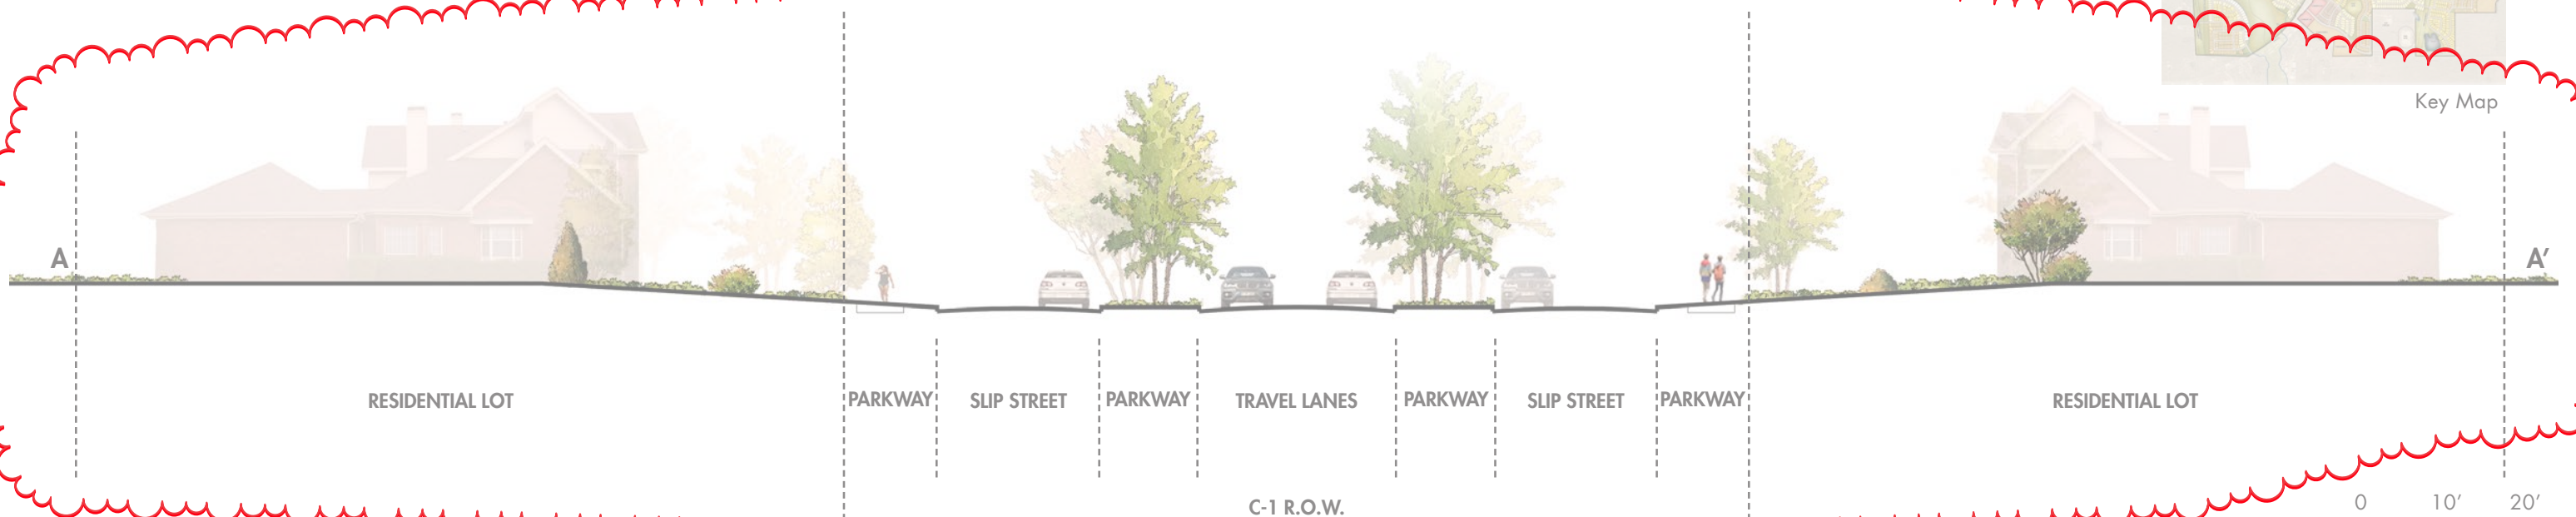 Key Map
A
A’
RESIDENTIAL LOT
PARKWAY
SLIP STREET
PARKWAY
TRAVEL LANES
PARKWAY
SLIP STREET
PARKWAY
RESIDENTIAL LOT
C-1 R.O.W.
0 10’ 20’